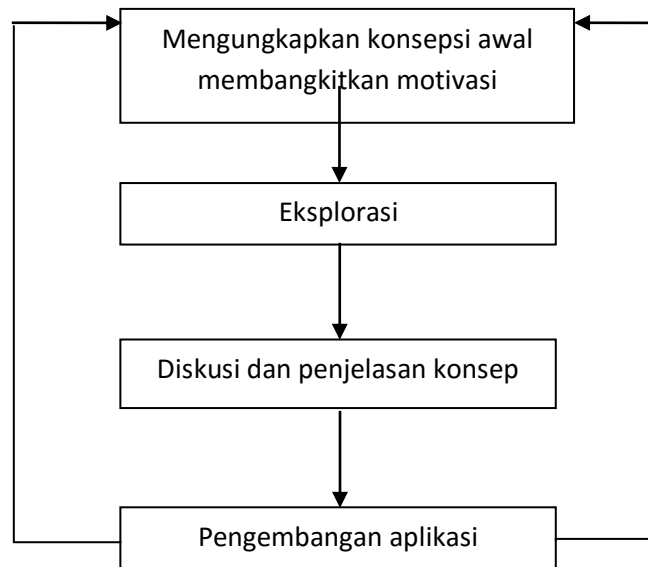 Mengungkapkan konsepsi awal
membangkitkan motivasi
Eksplorasi
Diskusi dan penjelasan konsep
Pengembangan aplikasi